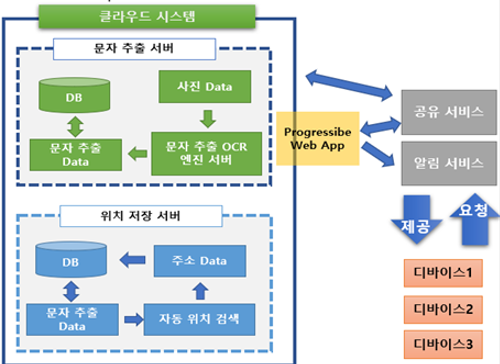 클라우드 시스템
문자 추출 서버
DB
사진 Data
문자 추출
Data
문자 추출 OCR
엔진 서버
Progressibe
Web App
공유 서비스
알림 서비스
위치 저장 서버
DB
주소 Data
문자 추출
Data
자동 위치 검색
제공
요청
디바이스1
디바이스2
디바이스3